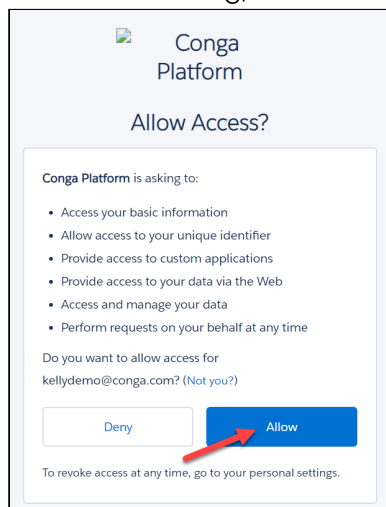 Conga
Platform
Allow Access?
Conga Platform is asking to:
• Access your basic information
• Allow access to your unique identifier
• Provide access to custom applications
• Provide access to your data via the Web
• Access and manage your data
• Perform requests on your behalf at any time
Do you want to allow access for
kellydemo@conga.com? (Not you?)
Deny
Allow
To revoke access at any time, go to your personal settings.